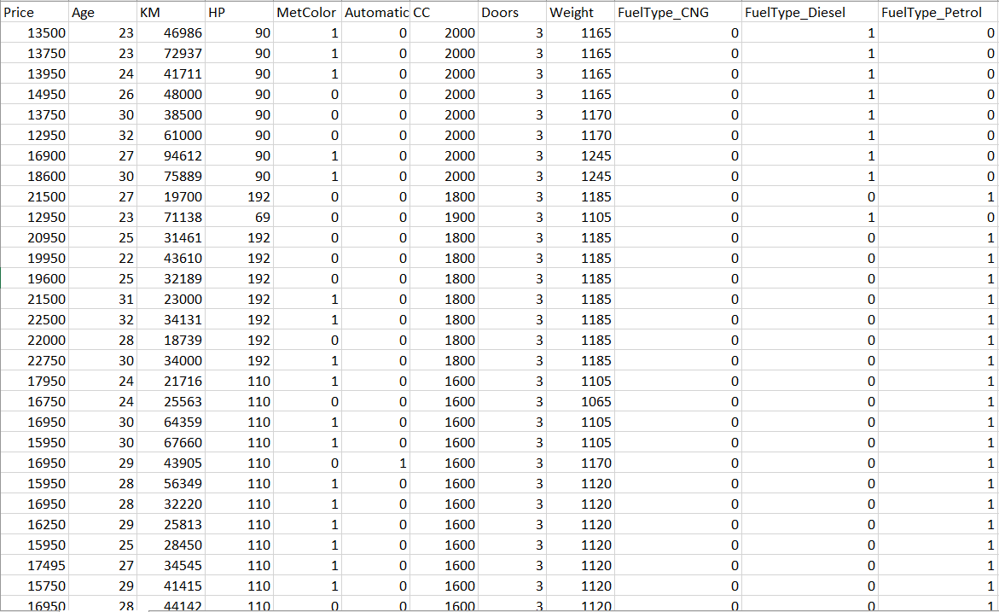 Price Age KM HP MetColor Automatic CC Doors Weight FuelType_CNG FuelType_Diesel FuelType_Petrol
13500 23 46986 90 1 0 2000 3 1165 0 1 0
13750 23 72937 90 1 0 2000 3 1165 0 1 0
13950 24 41711 90 1 0 2000 3 1165 0 1 0
14950 26 48000 90 0 0 2000 3 1165 0 1 0
13750 30 38500 90 0 0 2000 3 1170 0 1 0
12950 32 61000 90 0 0 2000 3 1170 0 1 0
16900 27 94612 90 1 0 2000 3 1245 0 1 0
18600 30 75889 90 1 0 2000 3 1245 0 1 0
21500 27 19700 192 0 0 1800 3 1185 0 0 1
12950 23 71138 69 0 0 1900 3 1105 0 1 0
20950 25 31461 192 0 0 1800 3 1185 0 0 1
19950 22 43610 192 0 0 1800 3 1185 0 0 1
19600 25 32189 192 0 0 1800 3 1185 0 0 1
21500 31 23000 192 1 0 1800 3 1185 0 0 1
22500 32 34131 192 1 0 1800 3 1185 0 0 1
22000 28 18739 192 0 0 1800 3 1185 0 0 1
22750 30 34000 192 1 0 1800 3 1185 0 0 1
17950 24 21716 110 1 0 1600 3 1105 0 0 1
16750 24 25563 110 0 0 1600 3 1065 0 0 1
16950 30 64359 110 1 0 1600 3 1105 0 0 1
15950 30 67660 110 1 0 1600 3 1105 0 0 1
16950 29 43905 110 0 1 1600 3 1170 0 0 1
15950 28 56349 110 1 0 1600 3 1120 0 0 1
16950 28 32220 110 1 0 1600 3 1120 0 0 1
16250 29 25813 110 1 0 1600 3 1120 0 0 1
15950 25 28450 110 1 0 1600 3 1120 0 0 1
17495 27 34545 110 1 0 1600 3 1120 0 0 1
15750 29 41415 110 1 0 1600 3 1120 0 0 1
16950 28 44142 110 0 0 1600 3 1120 0 0 1